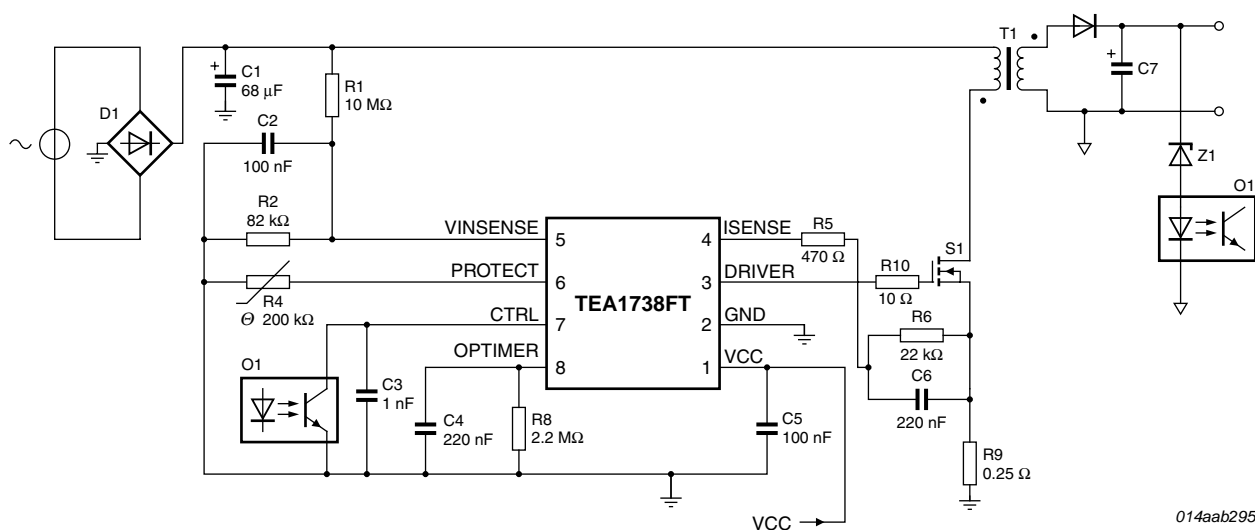 T1
C1
68 μF
R1
10 MΩ
C7
D1
C2
100 nF
Z1
O1
R2
82 kΩ
VINSENSE
5
4
ISENSE
R5
470 Ω
S1
PROTECT
6
3
DRIVER
R10
10 Ω
R4
Θ 200 kΩ
TEA1738FT
CTRL
7
2
GND
R6
22 kΩ
OPTIMER
8
1
VCC
O1
C3
1 nF
C6
220 nF
C4
220 nF
R8
2.2 MΩ
C5
100 nF
R9
0.25 Ω
VCC
014aab295